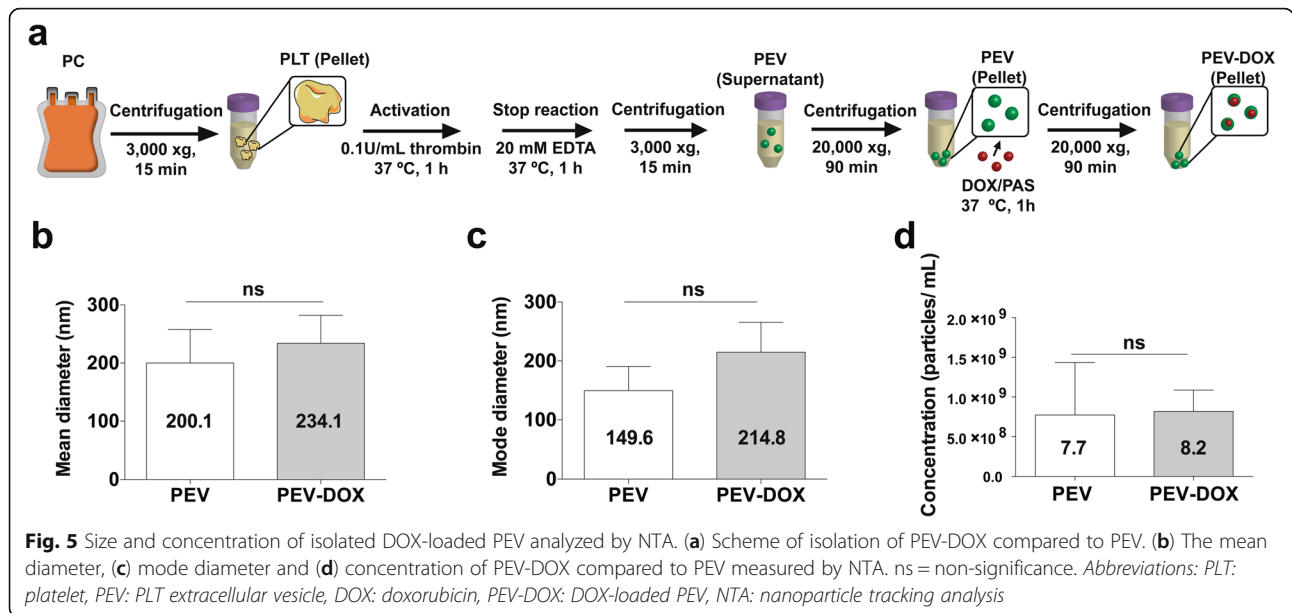 a
PC
Centrifugation
3,000 xg,
15 min
PLT (Pellet)
Activation
0.1U/mL thrombin
37 ºC, 1 h
Stop reaction
20 mM EDTA
37 ºC, 1 h
Centrifugation
3,000 xg,
15 min
PEV
(Supernatant)
Centrifugation
20,000 xg,
90 min
PEV
(Pellet)
DOX/PAS
37 ºC, 1h
Centrifugation
20,000 xg,
90 min
PEV-DOX
(Pellet)
b
Mean diameter (nm)
300
200
100
0
ns
200.1
234.1
PEV
PEV-DOX
c
Mode diameter (nm)
300
200
100
0
ns
149.6
214.8
PEV
PEV-DOX
d
Concentration (particles/ mL)
2.0 ×10⁹
1.5 ×10⁹
1.0 ×10⁹
5.0 ×10⁸
0.0
ns
7.7
8.2
PEV
PEV-DOX
Fig. 5 Size and concentration of isolated DOX-loaded PEV analyzed by NTA. (a) Scheme of isolation of PEV-DOX compared to PEV. (b) The mean
diameter, (c) mode diameter and (d) concentration of PEV-DOX compared to PEV measured by NTA. ns = non-significance. Abbreviations: PLT:
platelet, PEV: PLT extracellular vesicle, DOX: doxorubicin, PEV-DOX: DOX-loaded PEV, NTA: nanoparticle tracking analysis